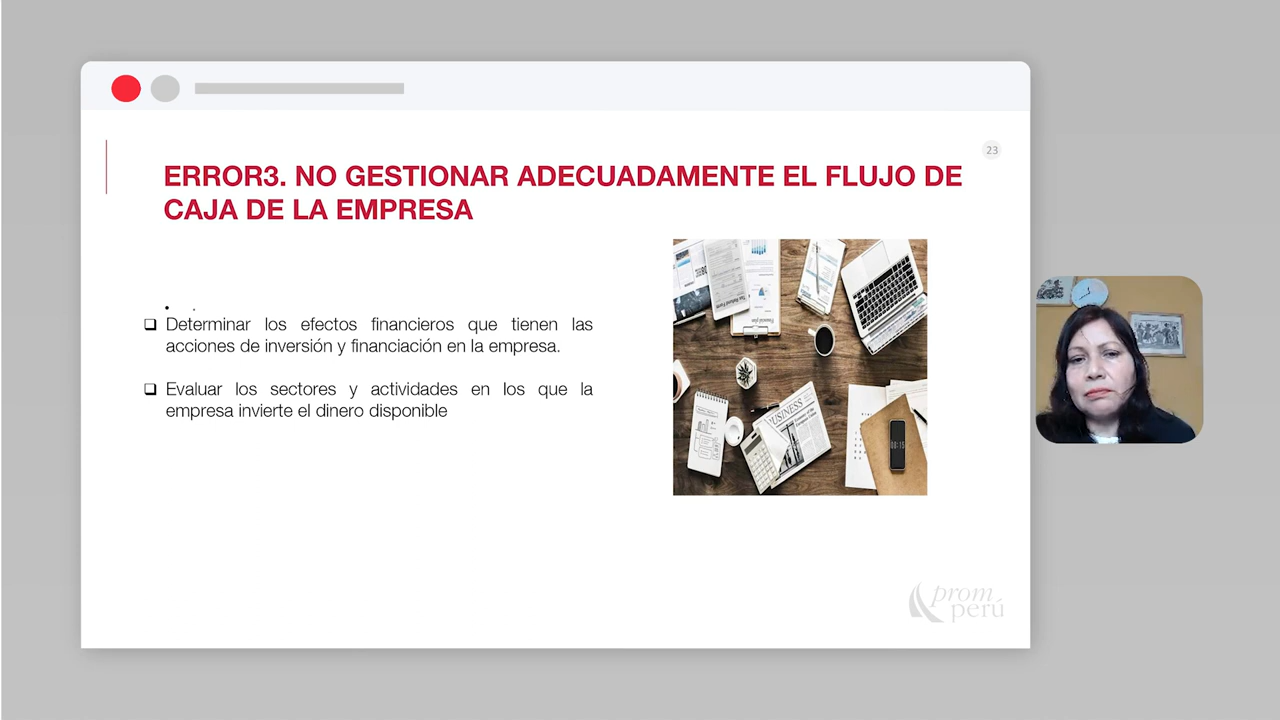 23
ERROR3. NO GESTIONAR ADECUADAMENTE EL FLUJO DE
CAJA DE LA EMPRESA
Determinar los efectos financieros que tienen las
acciones de inversión y financiación en la empresa.
Evaluar los sectores y actividades en los que la
empresa invierte el dinero disponible
BUSINESS
prom
perú